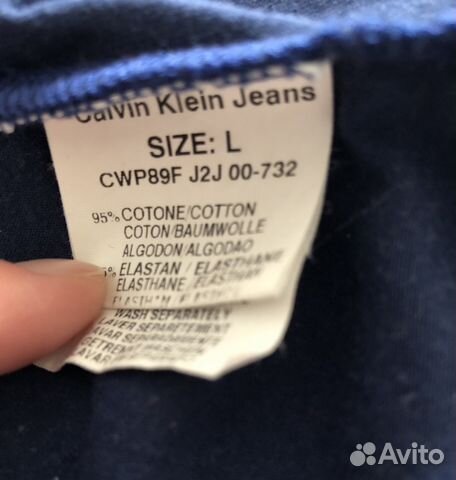 Calvin Klein Jeans
SIZE: L
CWP89F J2J 00-732
95% COTONE/COTTON
COTON/BAUMWOLLE
ALGODON/ALGODAO
% ELASTAN / ELASTHANE
ELASTHANE / ELASTHAN
WASH SEPARATELY
LAVER SEPAREMENT
GETRENNT
Avito